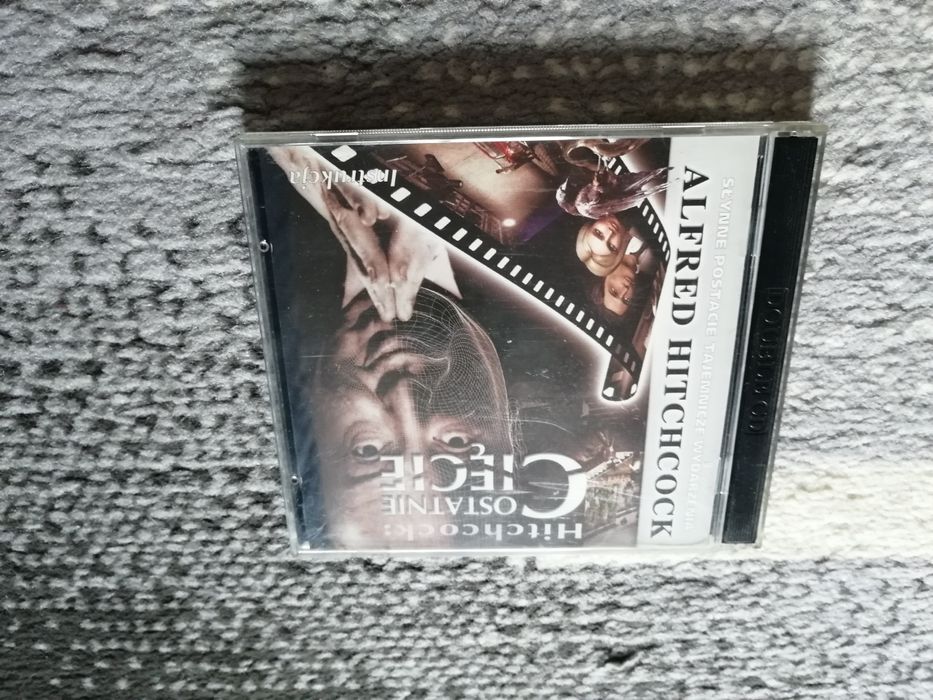 SŁYNNE POSTACIE TAJEMNICZE WYDARZENIA
ALFRED HITCHCOCK
Hitchcock:
OSTATNIE
CIĘCIE
Instrukcja
DOUBLE CD